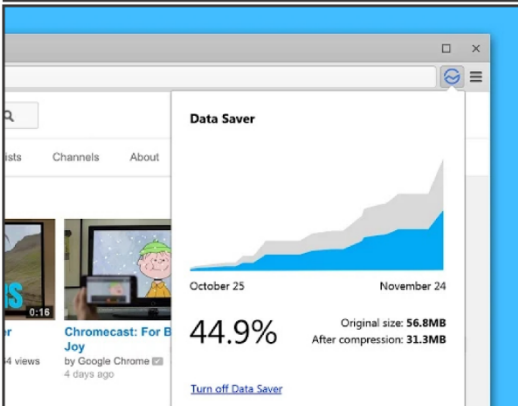 Data Saver
Channels
About
October 25
November 24
0:16
44.9%
Original size: 56.8MB
After compression: 31.3MB
Chromecast: For B
Joy
views
by Google Chrome
4 days ago
Turn off Data Saver